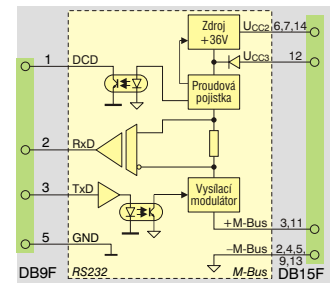 Zdroj +36V
UCC2 6,7,14
UCC3 12
1 DCD
Proudová pojistka
2 RxD
3 TxD
Vysílací modulátor
+M-Bus 3,11
5 GND
–M-Bus 2,4,5, 9,13
DB9F RS232 M-Bus DB15F